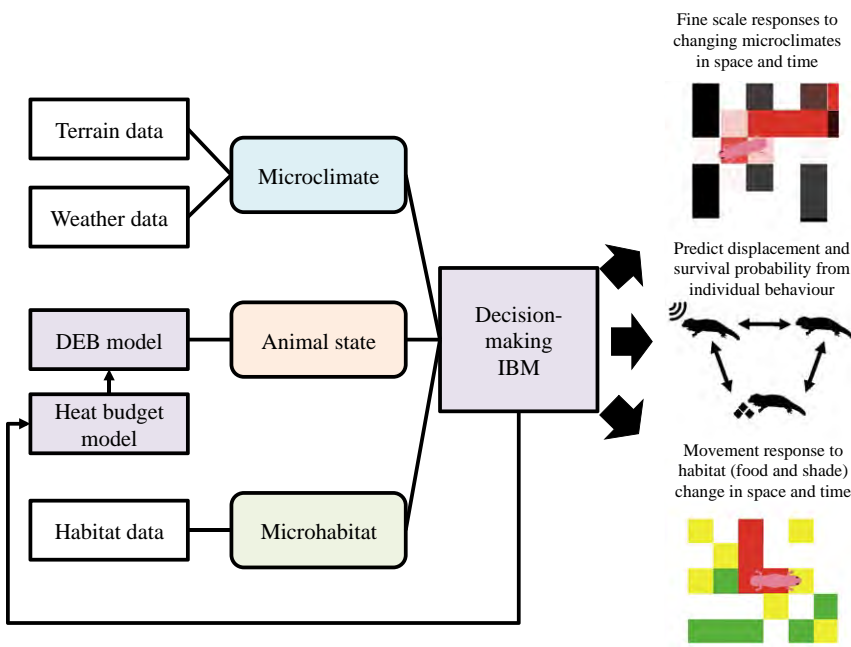 Terrain data
Weather data
Microclimate
DEB model
Animal state
Heat budget
model
Habitat data
Microhabitat
Decision-
making
IBM
Fine scale responses to
changing microclimates
in space and time
Predict displacement and
survival probability from
individual behaviour
Movement response to
habitat (food and shade)
change in space and time